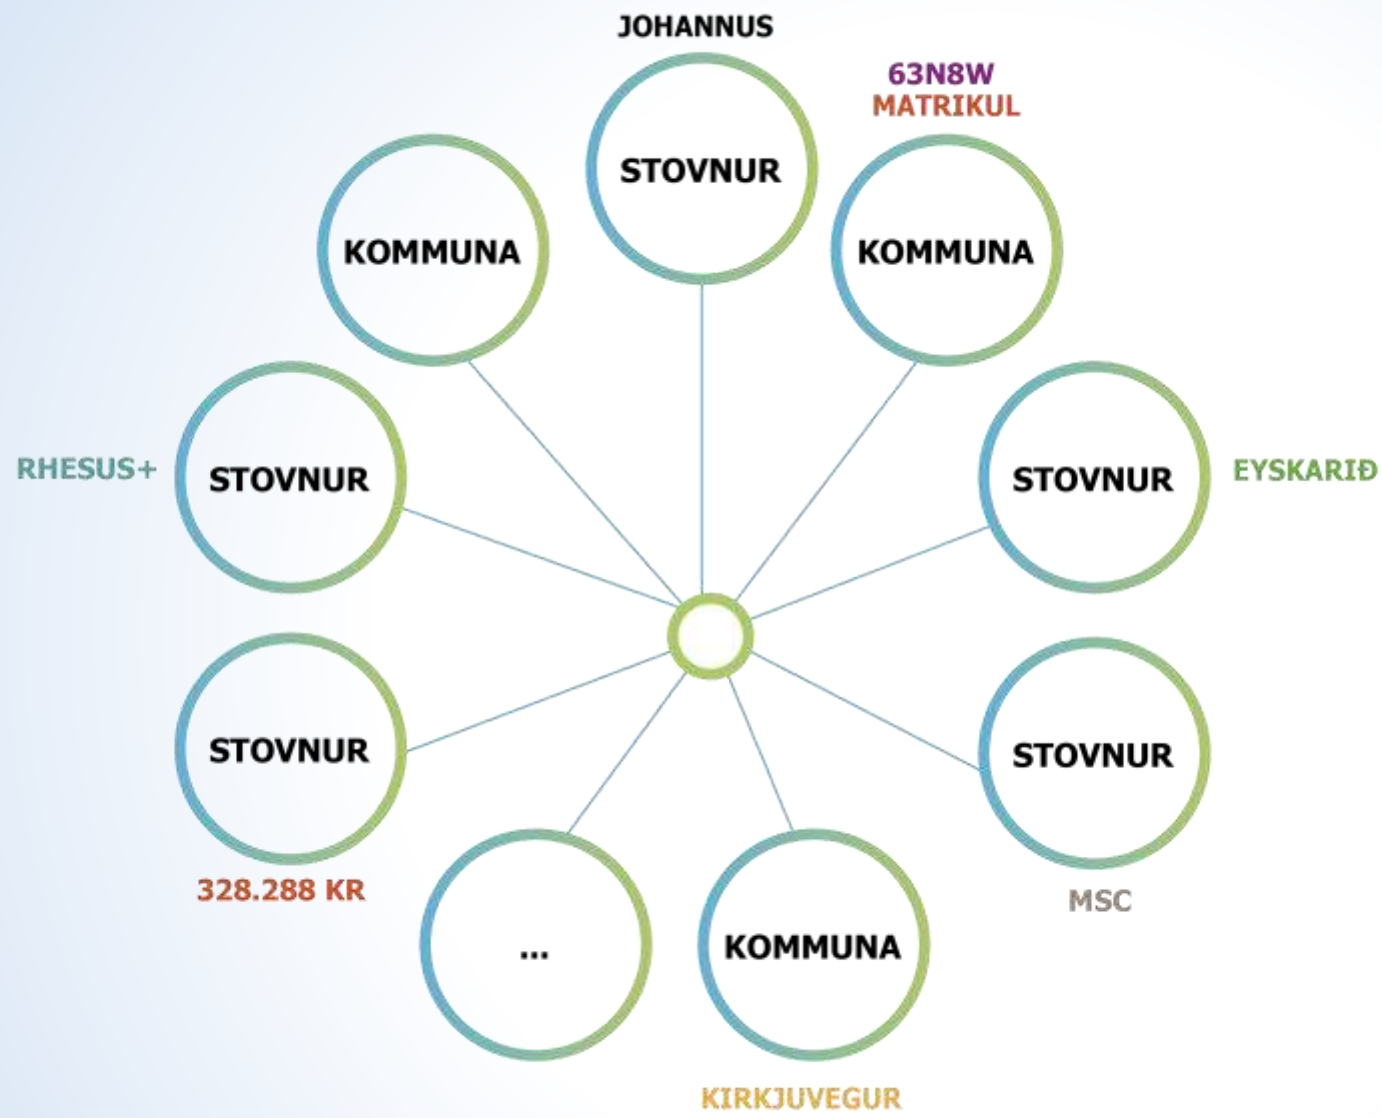 JOHANNUS
63N8W
MATRIKUL
STOVNUR
KOMMUNA
KOMMUNA
RHESUS+
STOVNUR
STOVNUR
EYSKARIÐ
STOVNUR
STOVNUR
328.288 KR
MSC
...
KOMMUNA
KIRKJUVEGUR